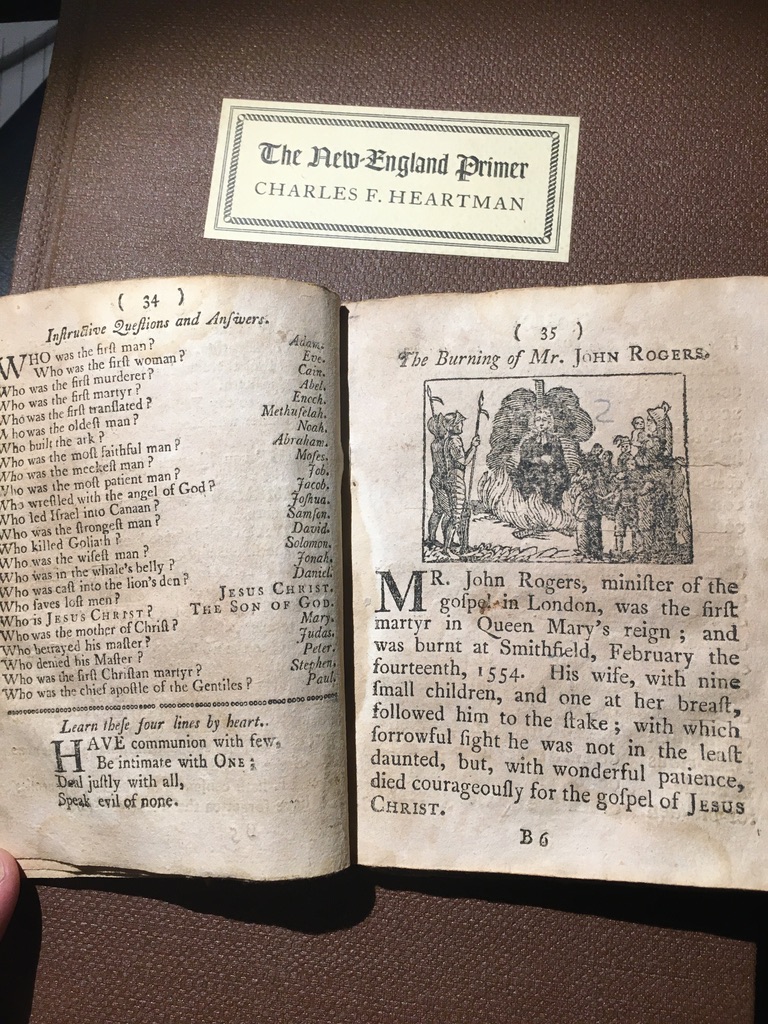 The New-England Primer
CHARLES F. HEARTMAN
( 34 )
Inſtructive Queſtions and Anſwers.
WHO was the firſt man? Adam.
Who was the firſt woman? Eve.
Who was the firſt murderer? Cain.
Who was the firſt martyr? Abel.
Who was the firſt tranſlated? Enoch.
Who was the oldeſt man? Methuſelah.
Who built the ark? Noah.
Who was the moſt faithful man? Abraham.
Who was the meekeſt man? Moſes.
Who was the moſt patient man? Job.
Who wreſtled with the angel of God? Jacob.
Who led Iſrael into Canaan? Joſhua.
Who was the ſtrongeſt man? Samſon.
Who killed Goliath? David.
Who was the wiſeſt man? Solomon.
Who was in the whale's belly? Jonah.
Who was caſt into the lion's den? Daniel.
Who ſaves loſt men? JESUS CHRIST.
Who is JESUS CHRIST? THE SON OF GOD.
Who was the mother of Chriſt? Mary.
Who betrayed his maſter? Judas.
Who denied his Maſter? Peter.
Who was the firſt Chriſtian martyr? Stephen.
Who was the chief apoſtle of the Gentiles? Paul.
Learn theſe four lines by heart.
HAVE communion with few,
Be intimate with ONE;
Deal juſtly with all,
Speak evil of none.
( 35 )
The Burning of Mr. JOHN ROGERS.
2
MR. John Rogers, miniſter of the
goſpel in London, was the firſt
martyr in Queen Mary's reign; and
was burnt at Smithfield, February the
fourteenth, 1554. His wife, with nine
ſmall children, and one at her breaſt,
followed him to the ſtake; with which
ſorrowful ſight he was not in the leaſt
daunted, but, with wonderful patience,
died courageouſly for the goſpel of JESUS
CHRIST.
B 6